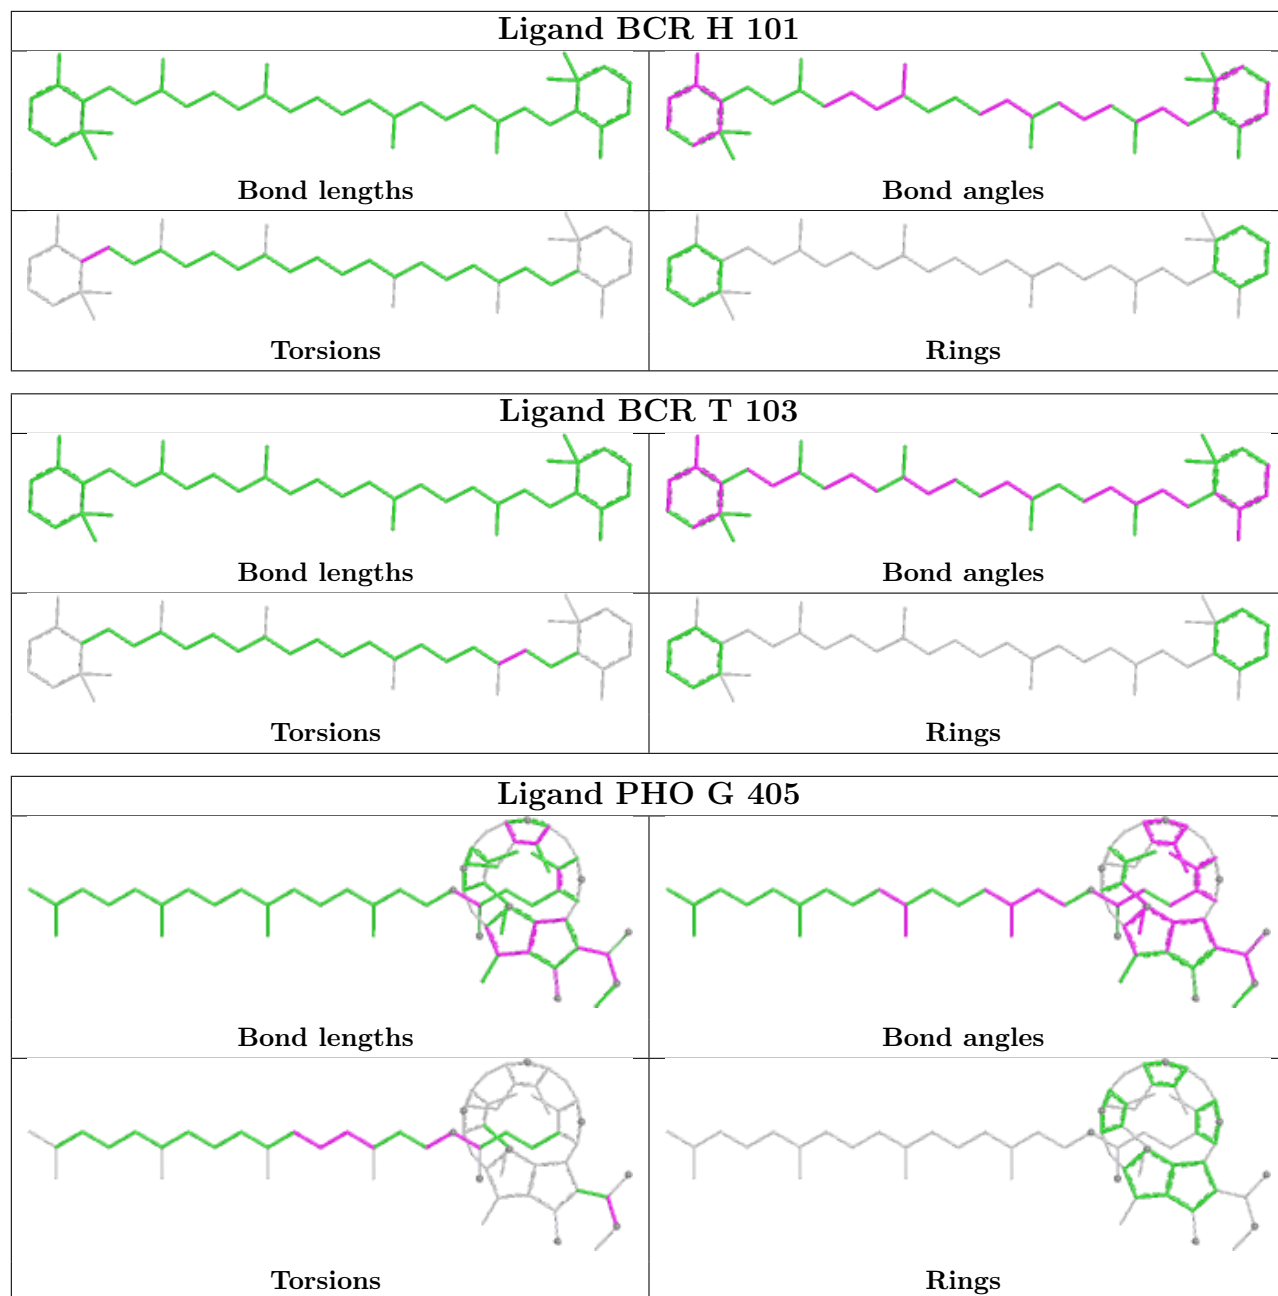 Ligand BCR H 101
Bond lengths
Bond angles
Torsions
Rings
Ligand BCR T 103
Bond lengths
Bond angles
Torsions
Rings
Ligand PHO G 405
Bond lengths
Bond angles
Torsions
Rings